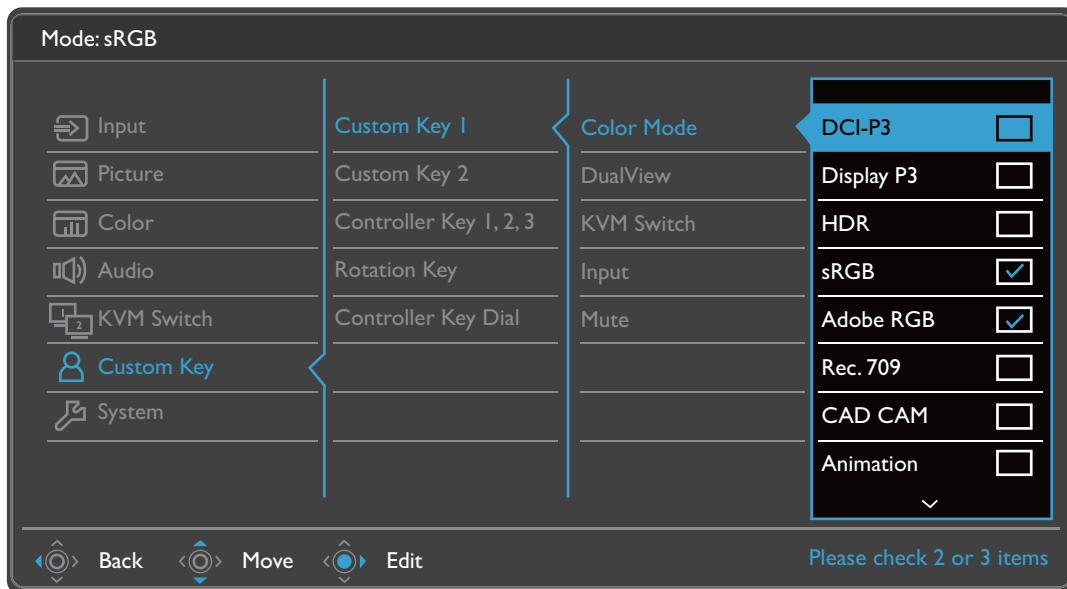 Mode: sRGB
Input
Picture
Color
Audio
KVM Switch
1
2
Custom Key
System
Custom Key 1
Custom Key 2
Controller Key 1, 2, 3
Rotation Key
Controller Key Dial
Color Mode
DualView
KVM Switch
Input
Mute
DCI-P3
Display P3
HDR
sRGB
Adobe RGB
Rec. 709
CAD CAM
Animation
Back
Move
Edit
Please check 2 or 3 items